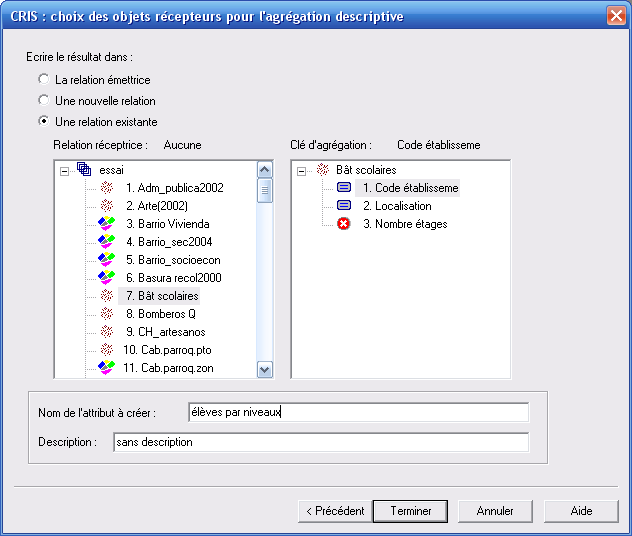 CRIS : choix des objets récepteurs pour l'agrégation descriptive
Ecrire le résultat dans :
La relation émettrice
Une nouvelle relation
Une relation existante
Relation réceptrice : Aucune
Clé d'agrégation : Code établisseme
essai
1. Adm_publica2002
2. Arte(2002)
3. Barrio Vivienda
4. Barrio_sec2004
5. Barrio_socioecon
6. Basura recol2000
7. Bât scolaires
8. Bomberos Q
9. CH_artesanos
10. Cab.parroq.pto
11. Cab.parroq.zon
Bât scolaires
1. Code établisseme
2. Localisation
3. Nombre étages
Nom de l'attribut à créer : élèves par niveaux
Description : sans description
< Précédent Terminer Annuler Aide